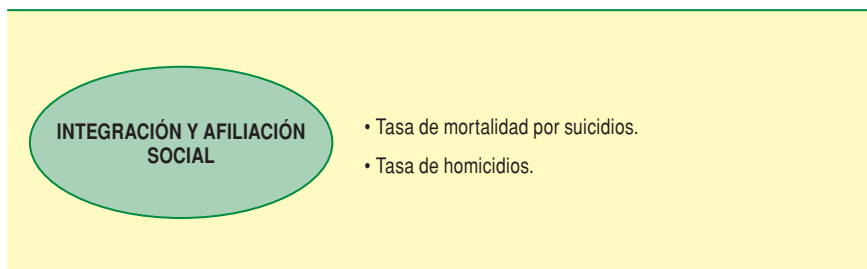 INTEGRACIÓN Y AFILIACIÓN
SOCIAL
• Tasa de mortalidad por suicidios.
• Tasa de homicidios.